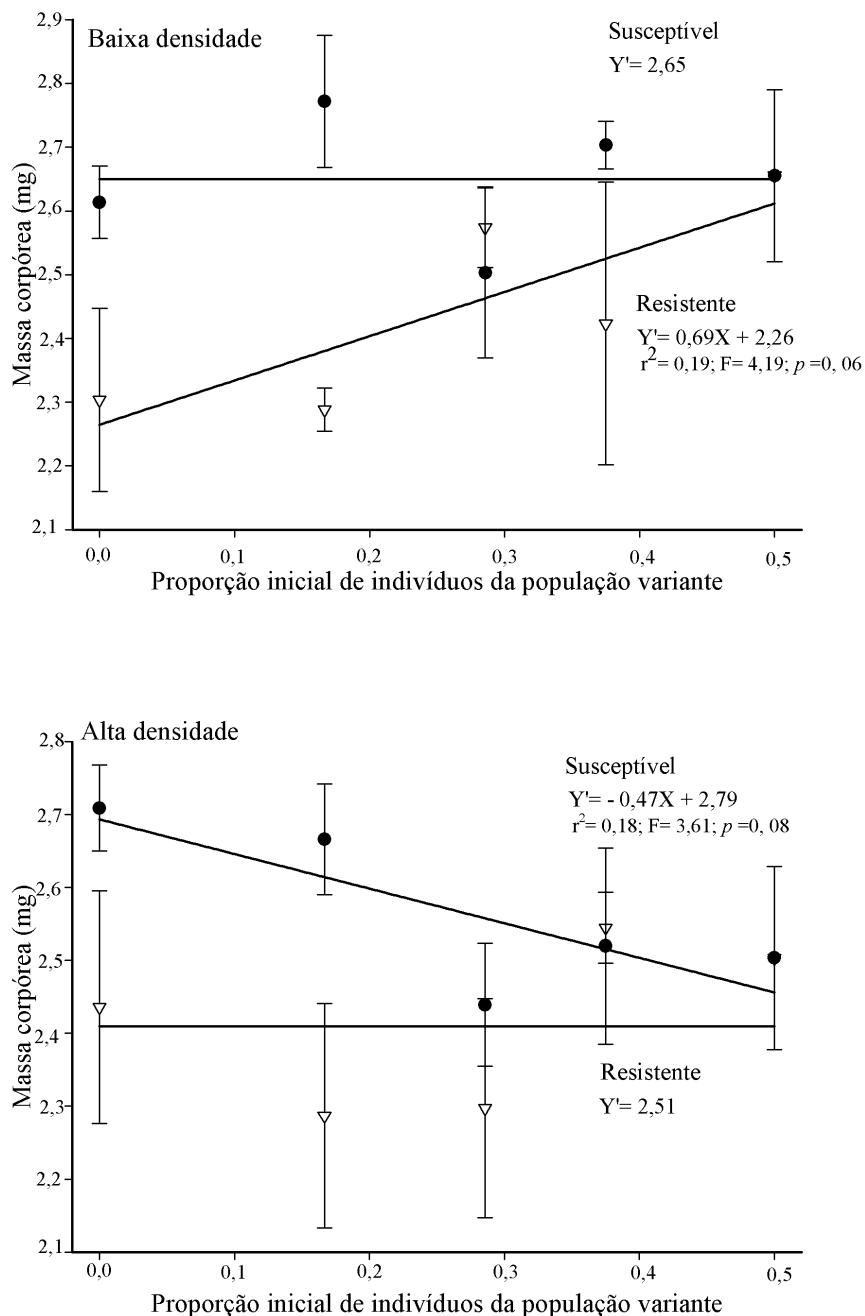 Baixa densidade
Susceptível
Y'= 2,65
Resistente
Y'= 0,69X + 2,26
r²= 0,19; F= 4,19; p =0, 06
Massa corpórea (mg)
2,9
2,8
2,7
2,6
2,5
2,4
2,3
2,2
2,1
0,0 0,1 0,2 0,3 0,4 0,5
Proporção inicial de indivíduos da população variante
Alta densidade
Susceptível
Y'= - 0,47X + 2,79
r²= 0,18; F= 3,61; p =0, 08
Resistente
Y'= 2,51
Massa corpórea (mg)
2,8
2,7
2,6
2,5
2,4
2,3
2,2
2,1
0,0 0,1 0,2 0,3 0,4 0,5
Proporção inicial de indivíduos da população variante